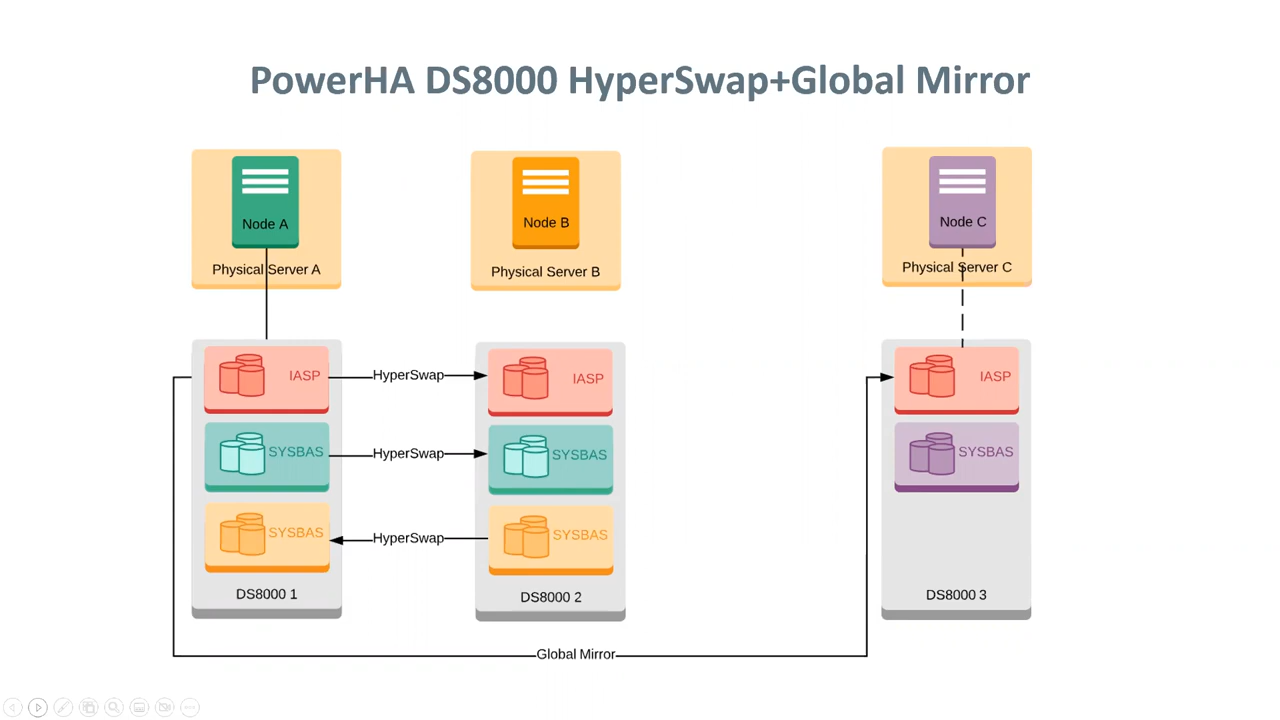 PowerHA DS8000 HyperSwap+Global Mirror
Node A
Physical Server A
Node B
Physical Server B
Node C
Physical Server C
IASP
HyperSwap
IASP
IASP
SYSBAS
HyperSwap
SYSBAS
SYSBAS
SYSBAS
HyperSwap
SYSBAS
DS8000 1
DS8000 2
DS8000 3
Global Mirror